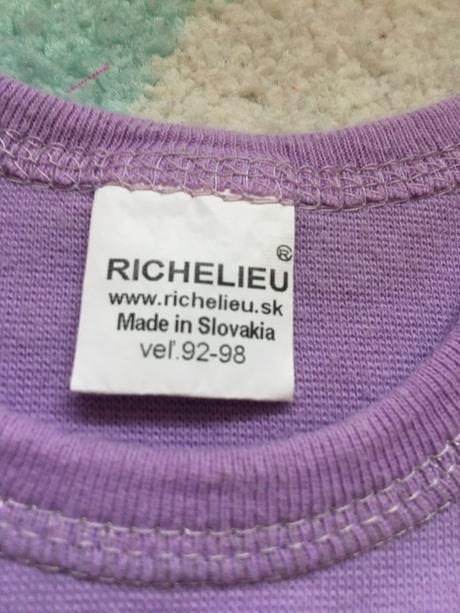 ®
RICHELIEU
www.richelieu.sk
Made in Slovakia
veľ.92-98